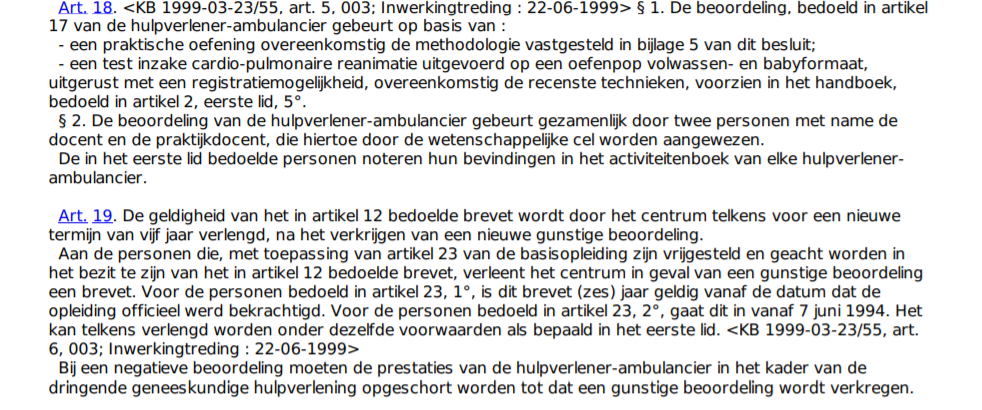 Art. 18. <KB 1999-03-23/55, art. 5, 003; Inwerkingtreding : 22-06-1999> § 1. De beoordeling, bedoeld in artikel
17 van de hulpverlener-ambulancier gebeurt op basis van :
- een praktische oefening overeenkomstig de methodologie vastgesteld in bijlage 5 van dit besluit;
- een test inzake cardio-pulmonaire reanimatie uitgevoerd op een oefenpop volwassen- en babyformaat,
uitgerust met een registratiemogelijkheid, overeenkomstig de recenste technieken, voorzien in het handboek,
bedoeld in artikel 2, eerste lid, 5°.
§ 2. De beoordeling van de hulpverlener-ambulancier gebeurt gezamenlijk door twee personen met name de
docent en de praktijkdocent, die hiertoe door de wetenschappelijke cel worden aangewezen.
De in het eerste lid bedoelde personen noteren hun bevindingen in het activiteitenboek van elke hulpverlener-
ambulancier.
Art. 19. De geldigheid van het in artikel 12 bedoelde brevet wordt door het centrum telkens voor een nieuwe
termijn van vijf jaar verlengd, na het verkrijgen van een nieuwe gunstige beoordeling.
Aan de personen die, met toepassing van artikel 23 van de basisopleiding zijn vrijgesteld en geacht worden in
het bezit te zijn van het in artikel 12 bedoelde brevet, verleent het centrum in geval van een gunstige beoordeling
een brevet. Voor de personen bedoeld in artikel 23, 1°, is dit brevet (zes) jaar geldig vanaf de datum dat de
opleiding officieel werd bekrachtigd. Voor de personen bedoeld in artikel 23, 2°, gaat dit in vanaf 7 juni 1994. Het
kan telkens verlengd worden onder dezelfde voorwaarden als bepaald in het eerste lid. <KB 1999-03-23/55, art.
6, 003; Inwerkingtreding : 22-06-1999>
Bij een negatieve beoordeling moeten de prestaties van de hulpverlener-ambulancier in het kader van de
dringende geneeskundige hulpverlening opgeschort worden tot dat een gunstige beoordeling wordt verkregen.